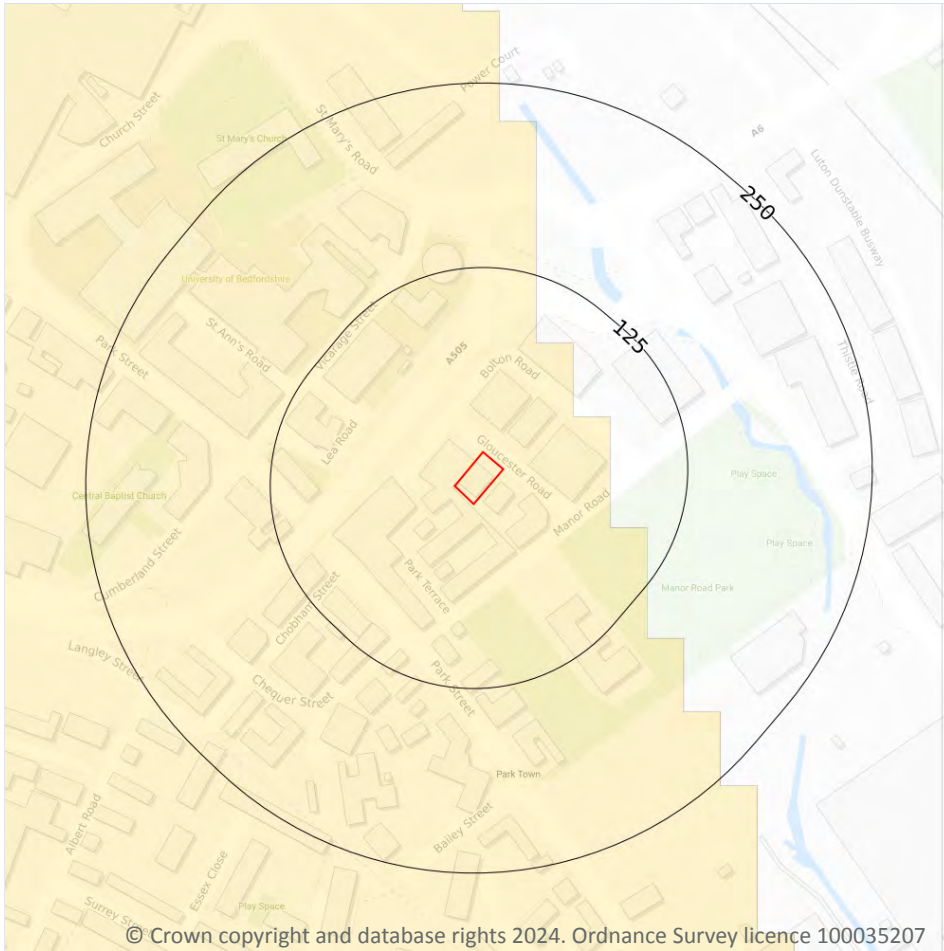 Power Court
Church Street
St Mary's Road
St Mary's Church
A6
Luton Dunstable Busway
250
University of Bedfordshire
Vicarage Street
St Ann's Road
125
Park Street
A505
Bolton Road
Thistle Road
Lea Road
Gloucester Road
Play Space
Central Baptist Church
Manor Road
Play Space
Cumberland Street
Park Terrace
Manor Road Park
Chobham Street
Langley Street
Chequer Street
Park Street
Park Town
Albert Road
Bailey Street
Essex Close
Play Space
Surrey Street
© Crown copyright and database rights 2024. Ordnance Survey licence 100035207